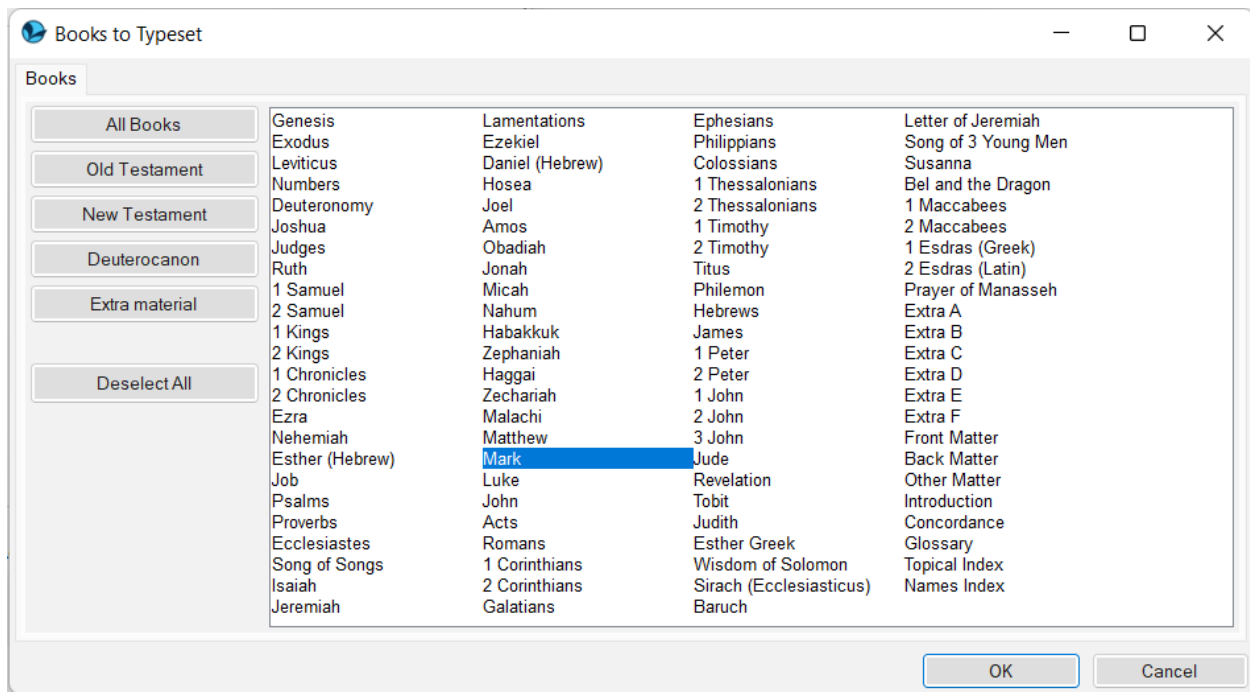 Books to Typeset
Books
All Books
Old Testament
New Testament
Deuterocanon
Extra material
Deselect All
Genesis
Exodus
Leviticus
Numbers
Deuteronomy
Joshua
Judges
Ruth
1 Samuel
2 Samuel
1 Kings
2 Kings
1 Chronicles
2 Chronicles
Ezra
Nehemiah
Esther (Hebrew)
Job
Psalms
Proverbs
Ecclesiastes
Song of Songs
Isaiah
Jeremiah
Lamentations
Ezekiel
Daniel (Hebrew)
Hosea
Joel
Amos
Obadiah
Jonah
Micah
Nahum
Habakkuk
Zephaniah
Haggai
Zechariah
Malachi
Matthew
Mark
Luke
John
Acts
Romans
1 Corinthians
2 Corinthians
Galatians
Ephesians
Philippians
Colossians
1 Thessalonians
2 Thessalonians
1 Timothy
2 Timothy
Titus
Philemon
Hebrews
James
1 Peter
2 Peter
1 John
2 John
3 John
Jude
Revelation
Tobit
Judith
Esther Greek
Wisdom of Solomon
Sirach (Ecclesiasticus)
Baruch
Letter of Jeremiah
Song of 3 Young Men
Susanna
Bel and the Dragon
1 Maccabees
2 Maccabees
1 Esdras (Greek)
2 Esdras (Latin)
Prayer of Manasseh
Extra A
Extra B
Extra C
Extra D
Extra E
Extra F
Front Matter
Back Matter
Other Matter
Introduction
Concordance
Glossary
Topical Index
Names Index
OK
Cancel